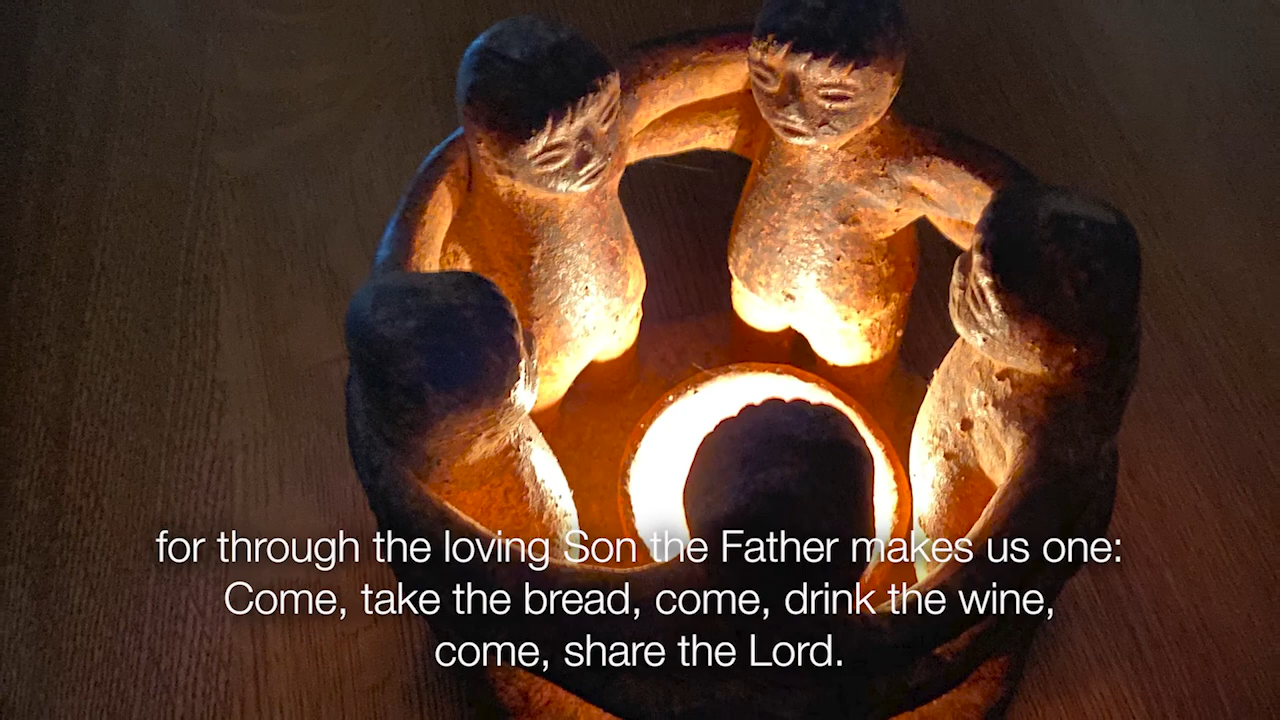 for through the loving Son the Father makes us one:
Come, take the bread, come, drink the wine,
come, share the Lord.